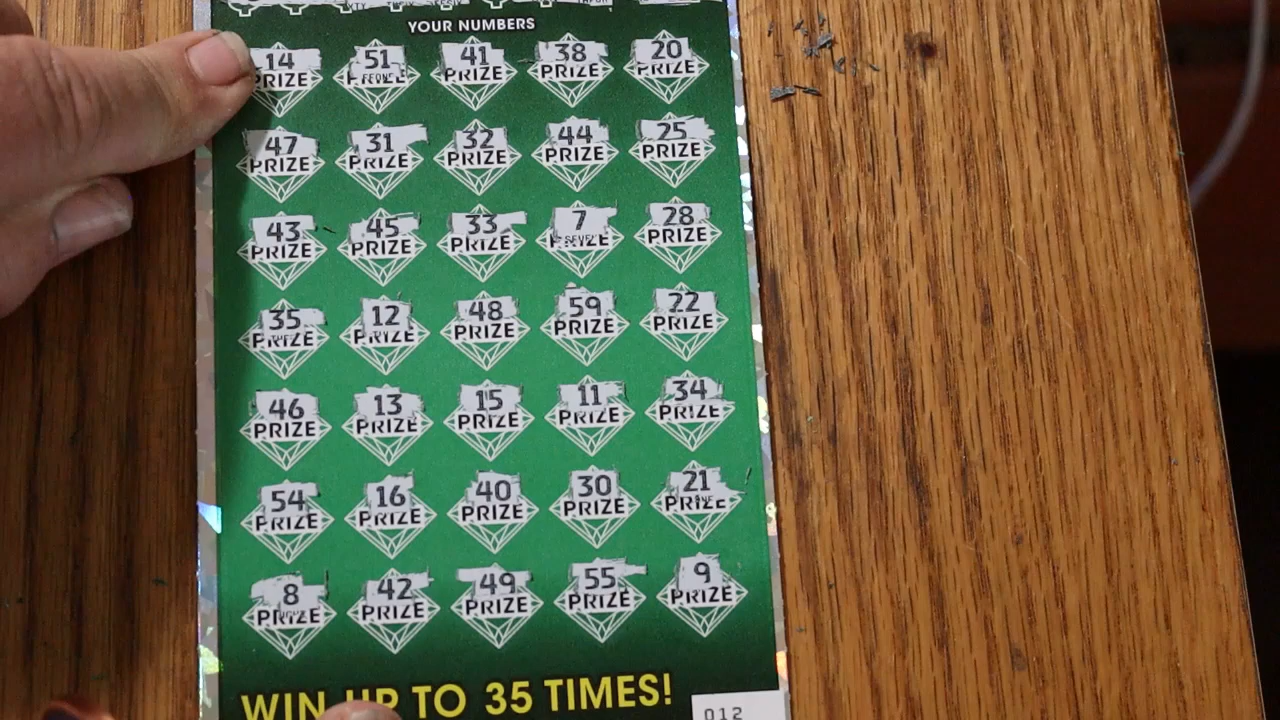 YOUR NUMBERS
14 51 41 38 20
PRIZE PRIZE PRIZE PRIZE PRIZE
47 31 32 44 25
PRIZE PRIZE PRIZE PRIZE PRIZE
43 45 33 7 28
PRIZE PRIZE PRIZE PRIZE PRIZE
35 12 48 59 22
PRIZE PRIZE PRIZE PRIZE PRIZE
46 13 15 11 34
PRIZE PRIZE PRIZE PRIZE PRIZE
54 16 40 30 21
PRIZE PRIZE PRIZE PRIZE PRIZE
8 42 49 55 9
PRIZE PRIZE PRIZE PRIZE PRIZE
WIN UP TO 35 TIMES!
012